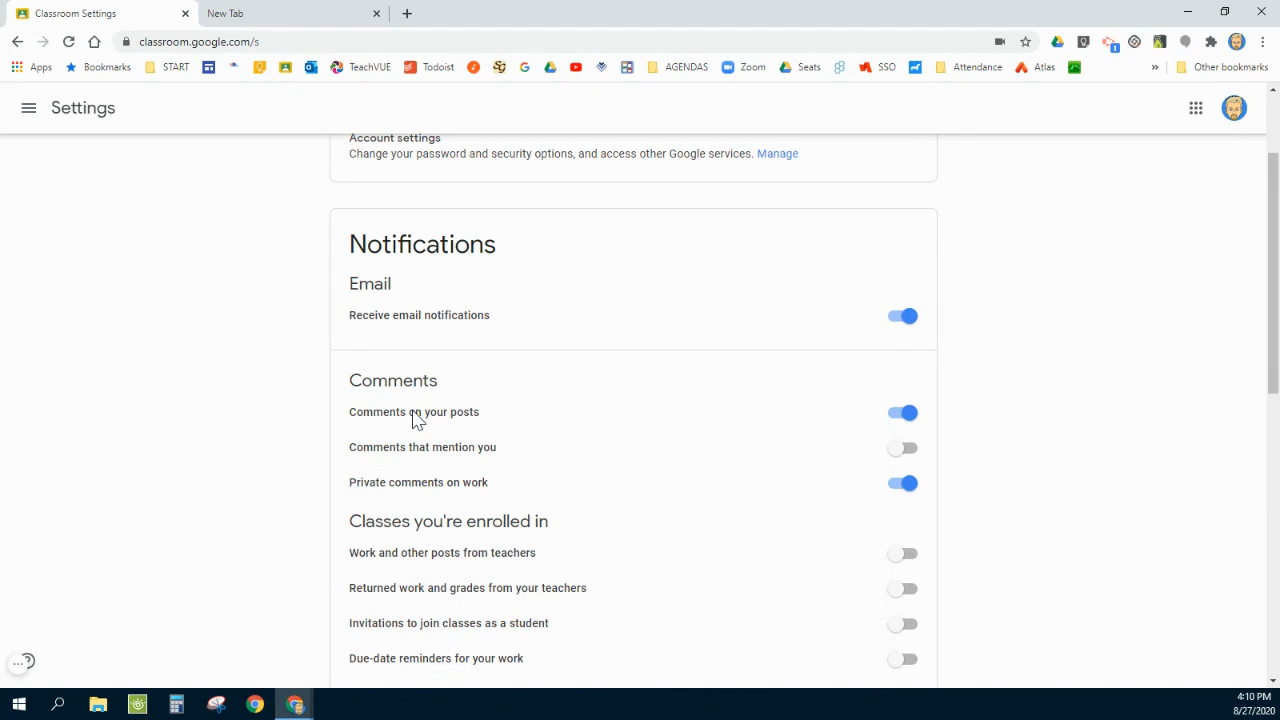 Classroom Settings
New Tab
classroom.google.com/s
1
Apps
Bookmarks
START
TeachVUE
Todoist
AGENDAS
Zoom
Seats
SSO
Attendance
Atlas
»
Other bookmarks
Settings
Account settings
Change your password and security options, and access other Google services. Manage
Notifications
Email
Receive email notifications
Comments
Comments on your posts
Comments that mention you
Private comments on work
Classes you're enrolled in
Work and other posts from teachers
Returned work and grades from your teachers
Invitations to join classes as a student
Due-date reminders for your work
4:10 PM
8/27/2020